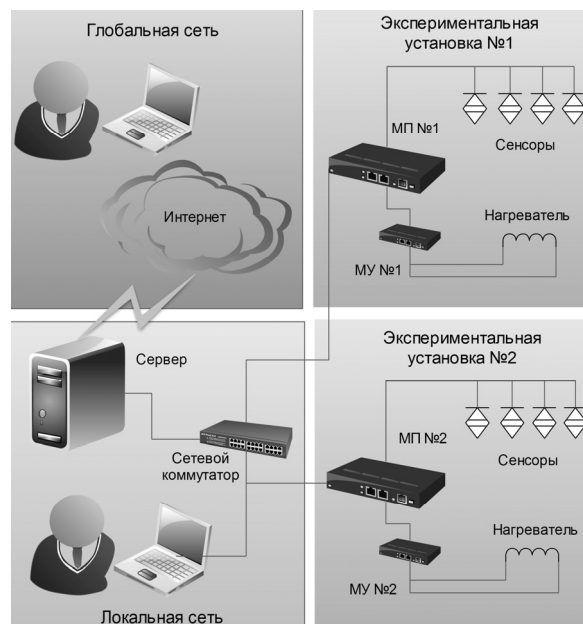 Глобальная сеть
Интернет
Экспериментальная
установка №1
МП №1
Сенсоры
Нагреватель
МУ №1
Сервер
Сетевой
коммутатор
Локальная сеть
Экспериментальная
установка №2
МП №2
Сенсоры
Нагреватель
МУ №2